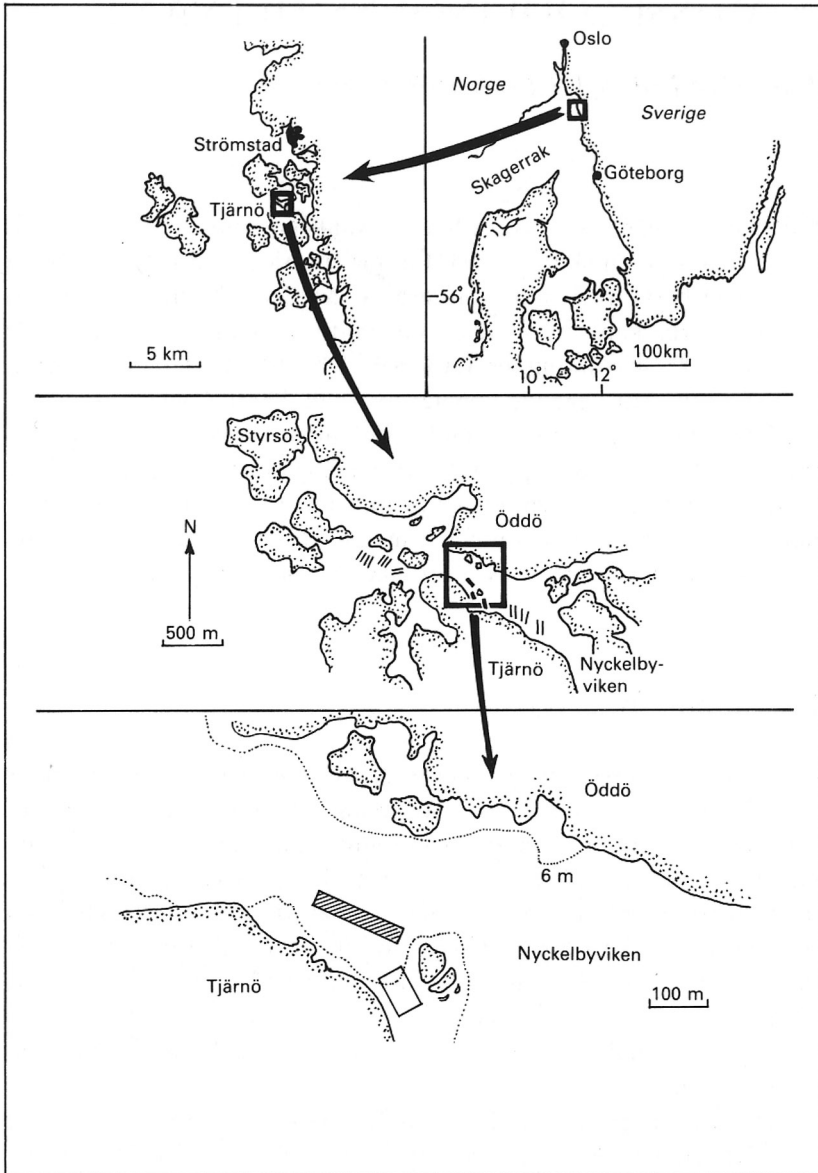 Strömstad
Tjärnö
5 km
Oslo
Norge
Sverige
Skagerrak
Göteborg
56°
10° 12°
100km
Styrsö
N
500 m
Öddö
Tjärnö
Nyckelby-
viken
Öddö
6 m
Nyckelbyviken
Tjärnö
100 m